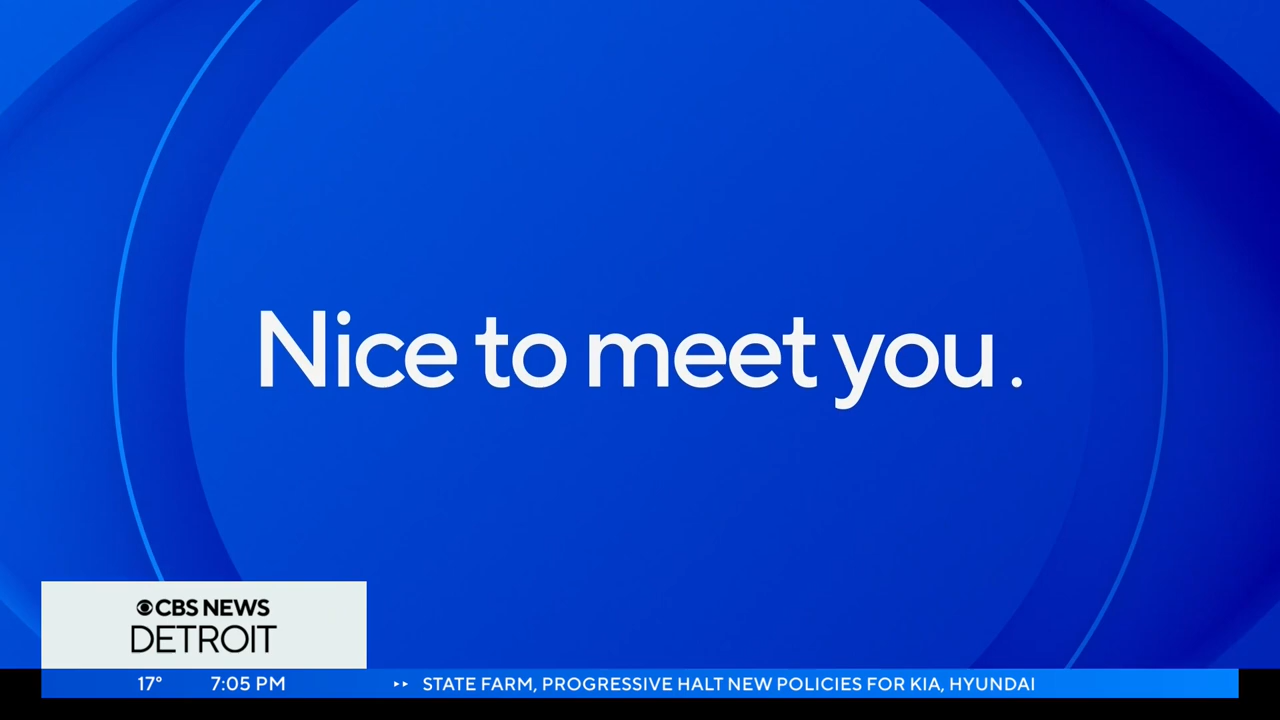 Nice to meet you.
CBS NEWS
DETROIT
17° 7:05 PM STATE FARM, PROGRESSIVE HALT NEW POLICIES FOR KIA, HYUNDAI